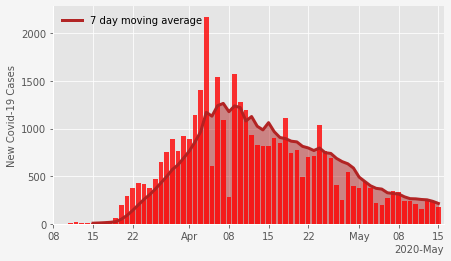 7 day moving average
New Covid-19 Cases
2000
1500
1000
500
0
08 15 22 Apr 08 15 22 May 08 15
2020-May